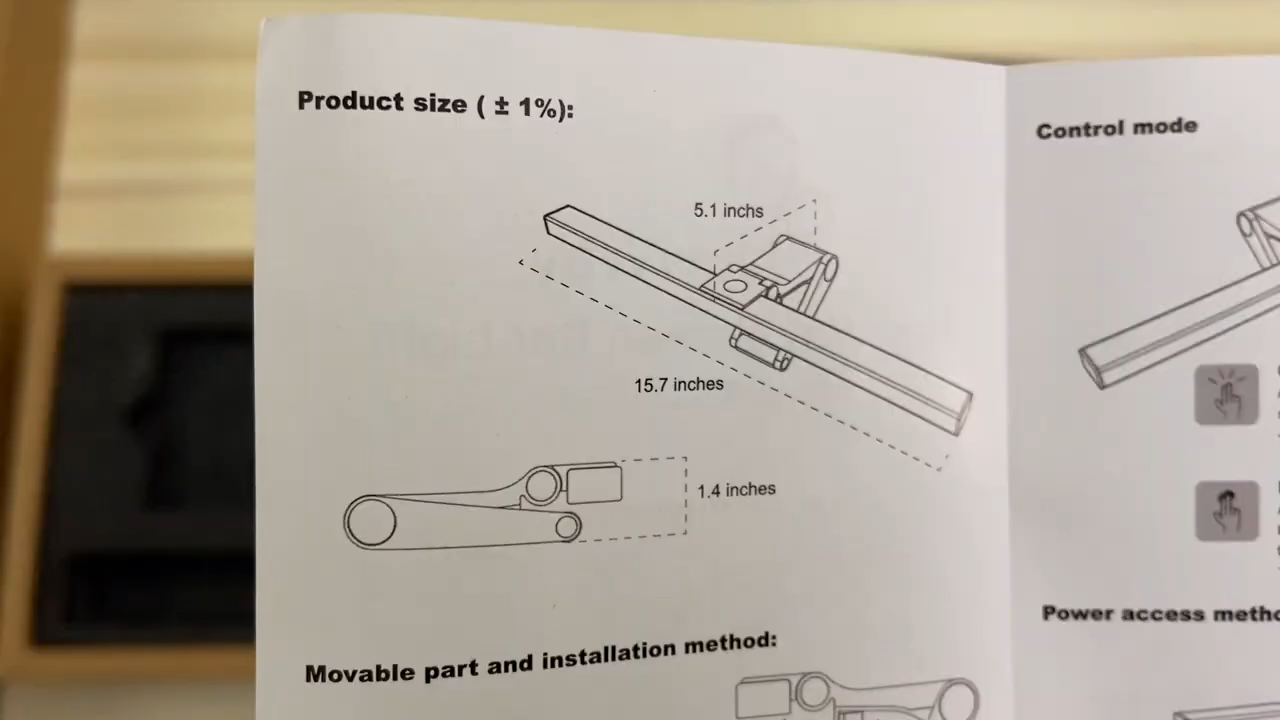 Product size ( ± 1%):
5.1 inchs
15.7 inches
1.4 inches
Movable part and installation method:
Control mode
Power access